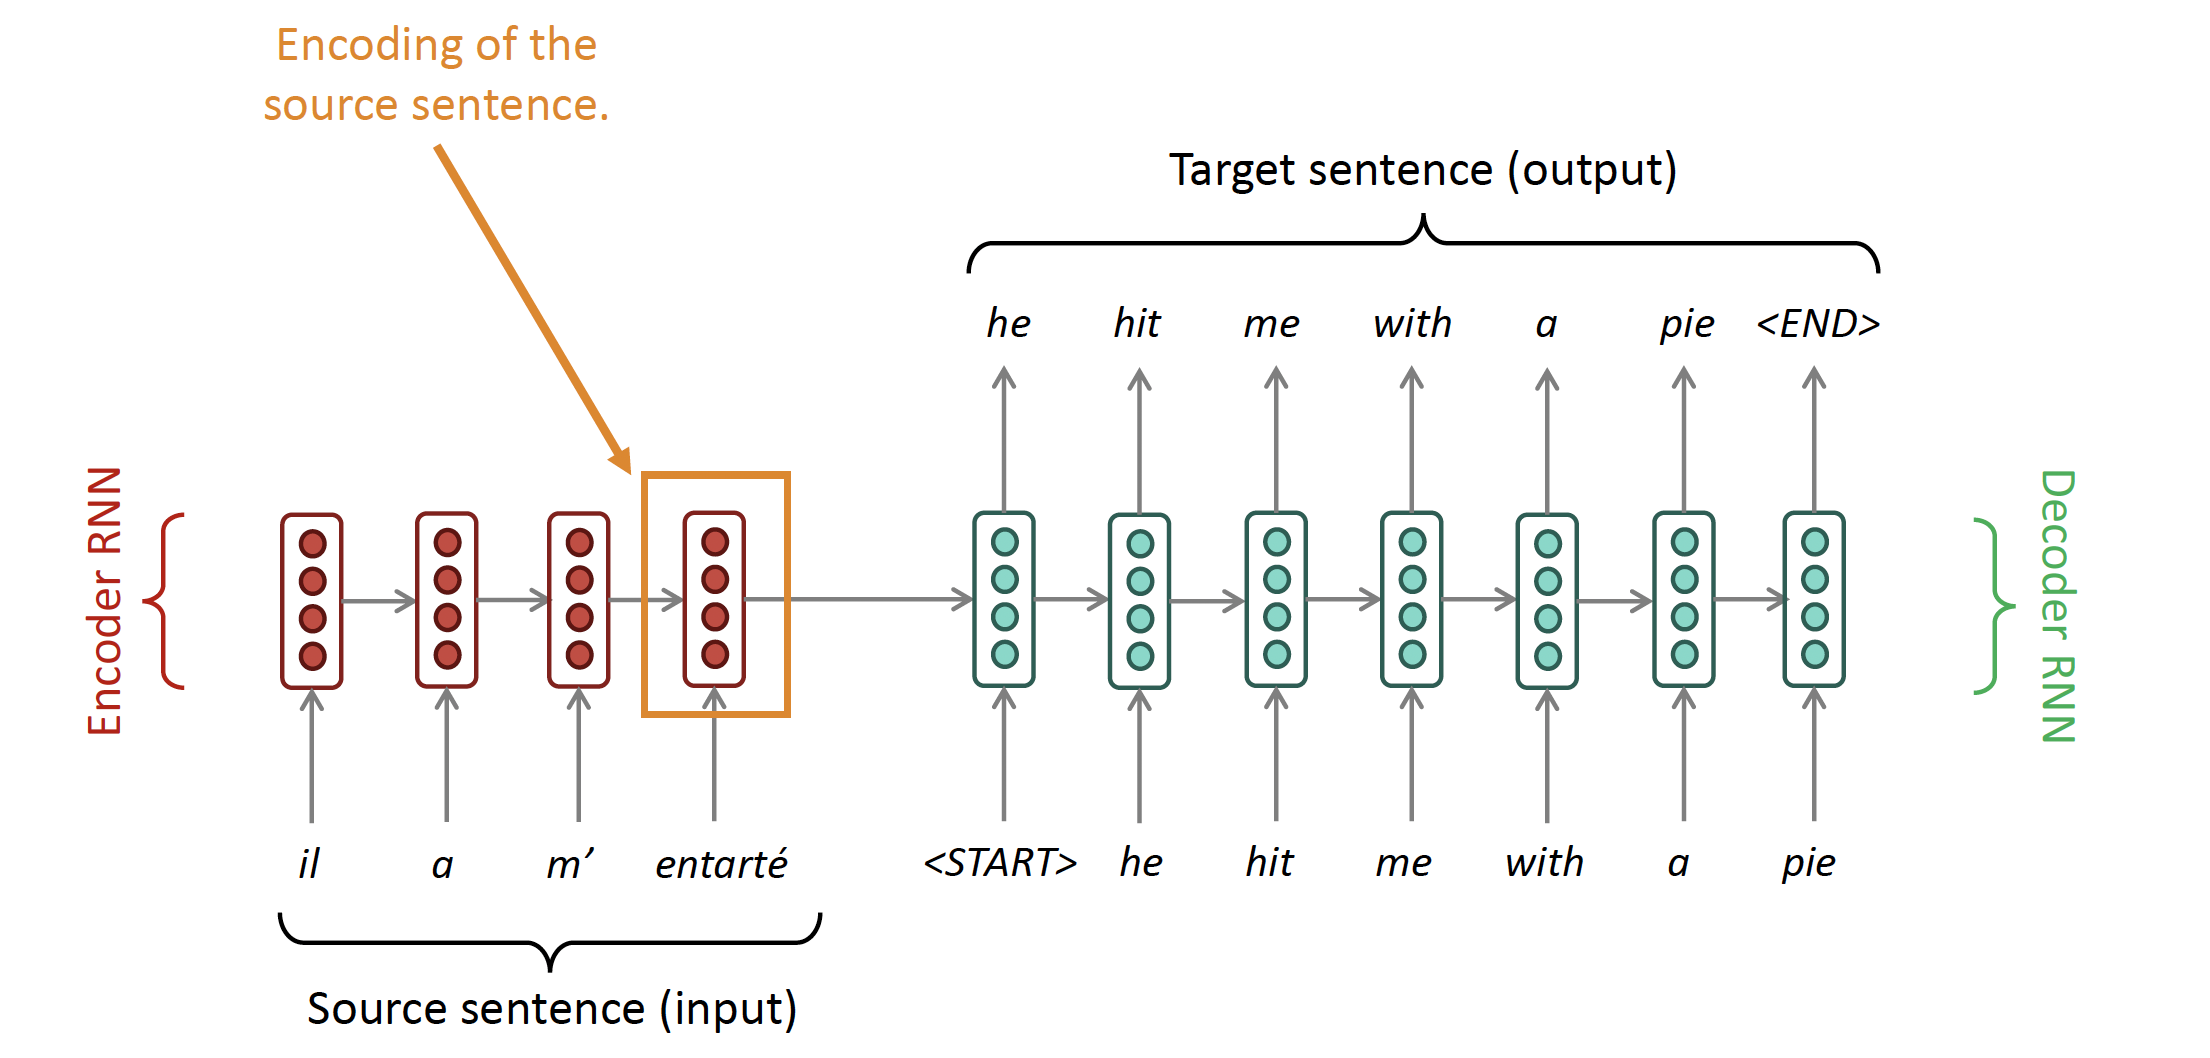 Encoding of the
source sentence.
Target sentence (output)
he hit me with a pie <END>
Encoder RNN
Decoder RNN
il a m’ entarté <START> he hit me with a pie
Source sentence (input)